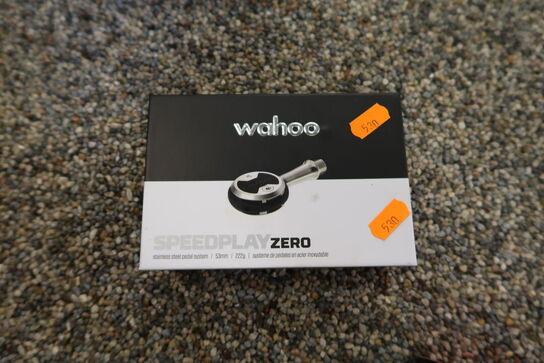 wahoo
530
530
SPEEDPLAY ZERO
stainless steel pedal system | 53mm | 222g | système de pédales en acier inoxydable